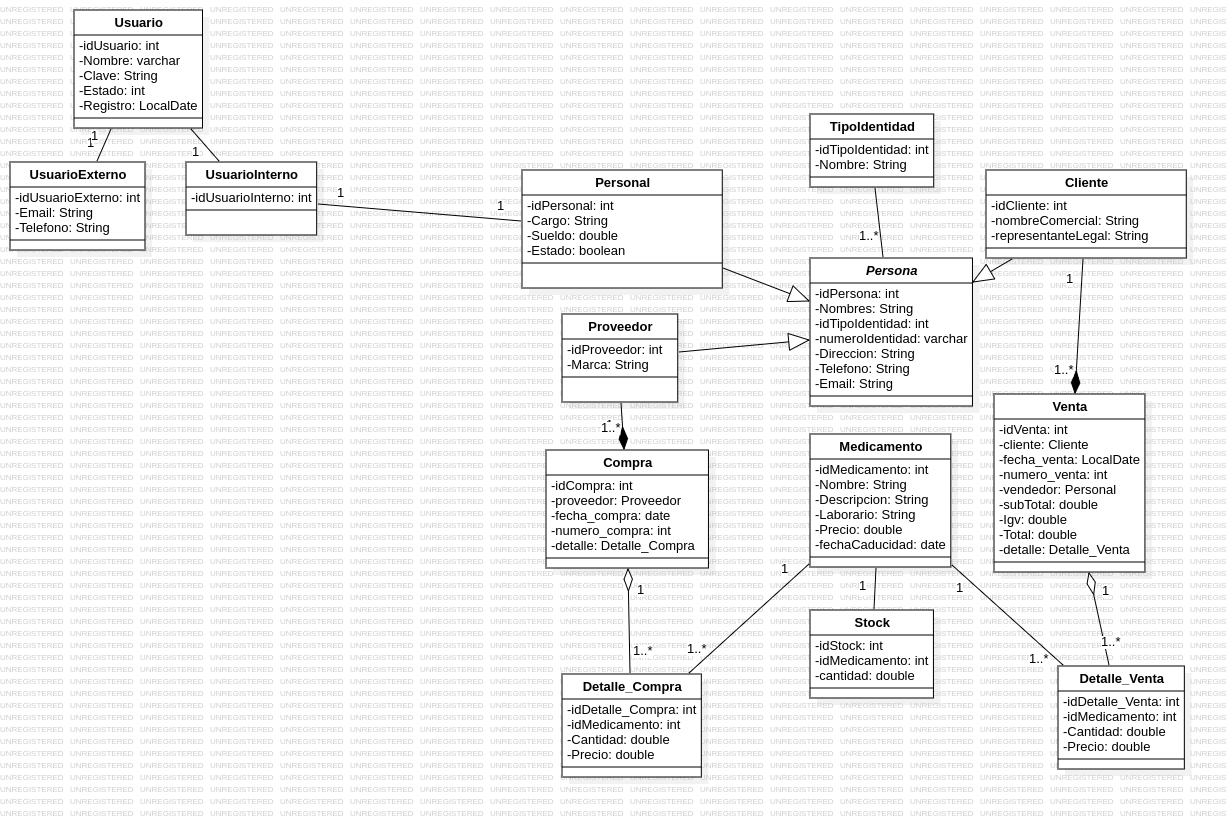 Usuario
-idUsuario: int
-Nombre: varchar
-Clave: String
-Estado: int
-Registro: LocalDate
1
1
1
UsuarioExterno
-idUsuarioExterno: int
-Email: String
-Telefono: String
UsuarioInterno
-idUsuarioInterno: int
1
1
Personal
-idPersonal: int
-Cargo: String
-Sueldo: double
-Estado: boolean
TipoIdentidad
-idTipoIdentidad: int
-Nombre: String
1..*
Cliente
-idCliente: int
-nombreComercial: String
-representanteLegal: String
1
1..*
Persona
-idPersona: int
-Nombres: String
-idTipoIdentidad: int
-numeroIdentidad: varchar
-Direccion: String
-Telefono: String
-Email: String
Proveedor
-idProveedor: int
-Marca: String
1..*
Compra
-idCompra: int
-proveedor: Proveedor
-fecha_compra: date
-numero_compra: int
-detalle: Detalle_Compra
1
1..*
Medicamento
-idMedicamento: int
-Nombre: String
-Descripcion: String
-Laborario: String
-Precio: double
-fechaCaducidad: date
1
1..*
1
1
1..*
Venta
-idVenta: int
-cliente: Cliente
-fecha_venta: LocalDate
-numero_venta: int
-vendedor: Personal
-subTotal: double
-Igv: double
-Total: double
-detalle: Detalle_Venta
1
1..*
Stock
-idStock: int
-idMedicamento: int
-cantidad: double
Detalle_Compra
-idDetalle_Compra: int
-idMedicamento: int
-Cantidad: double
-Precio: double
Detalle_Venta
-idDetalle_Venta: int
-idMedicamento: int
-Cantidad: double
-Precio: double
UNREGISTERED